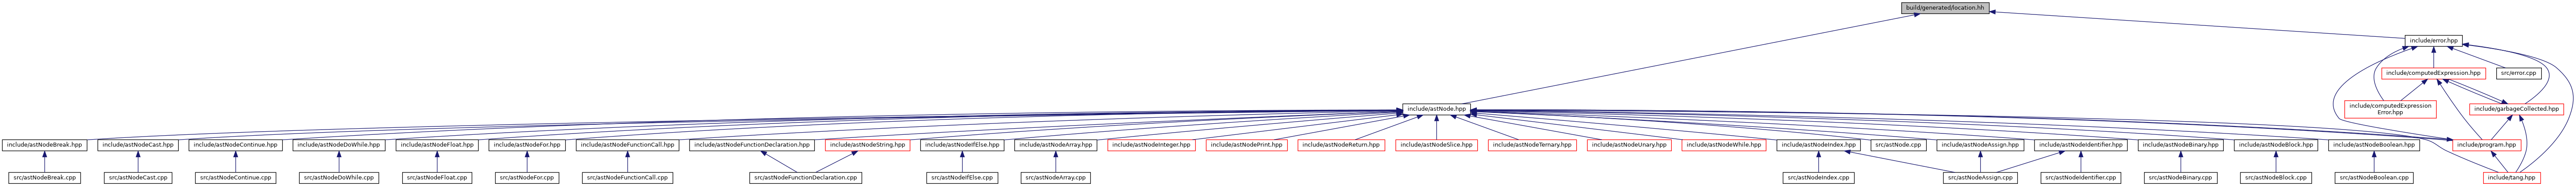 build/generated/location.hh
include/error.hpp
include/computedExpression.hpp
src/error.cpp
include/computedExpression
Error.hpp
include/garbageCollected.hpp
include/astNode.hpp
include/astNodeBreak.hpp
include/astNodeCast.hpp
include/astNodeContinue.hpp
include/astNodeDoWhile.hpp
include/astNodeFloat.hpp
include/astNodeFor.hpp
include/astNodeFunctionCall.hpp
include/astNodeFunctionDeclaration.hpp
include/astNodeString.hpp
include/astNodeIfElse.hpp
include/astNodeArray.hpp
include/astNodeInteger.hpp
include/astNodePrint.hpp
include/astNodeReturn.hpp
include/astNodeSlice.hpp
include/astNodeTernary.hpp
include/astNodeUnary.hpp
include/astNodeWhile.hpp
include/astNodeIndex.hpp
src/astNode.cpp
include/astNodeAssign.hpp
include/astNodeIdentifier.hpp
include/astNodeBinary.hpp
include/astNodeBlock.hpp
include/astNodeBoolean.hpp
include/program.hpp
src/astNodeBreak.cpp
src/astNodeCast.cpp
src/astNodeContinue.cpp
src/astNodeDoWhile.cpp
src/astNodeFloat.cpp
src/astNodeFor.cpp
src/astNodeFunctionCall.cpp
src/astNodeFunctionDeclaration.cpp
src/astNodeIfElse.cpp
src/astNodeArray.cpp
src/astNodeIndex.cpp
src/astNodeAssign.cpp
src/astNodeIdentifier.cpp
src/astNodeBinary.cpp
src/astNodeBlock.cpp
src/astNodeBoolean.cpp
include/tang.hpp